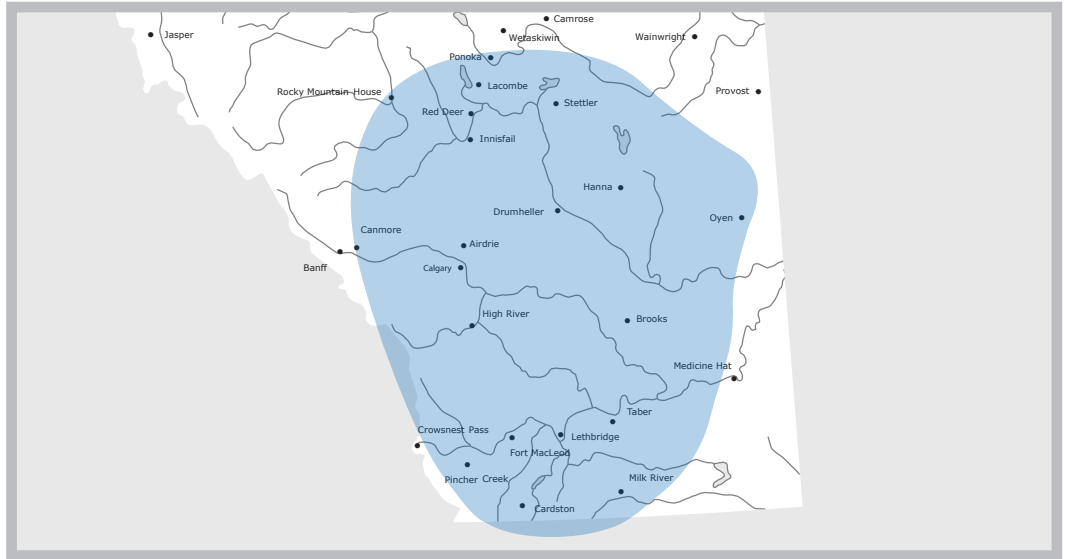 Camrose
Jasper
Wetaskiwin
Wainwright
Ponoka
Lacombe
Rocky Mountain House
Provost
Stettler
Red Deer
Innisfail
Hanna
Drumheller
Oyen
Canmore
Airdrie
Banff
Calgary
High River
Brooks
Medicine Hat
Taber
Crowsnest Pass
Lethbridge
Fort MacLeod
Pincher Creek
Milk River
Cardston